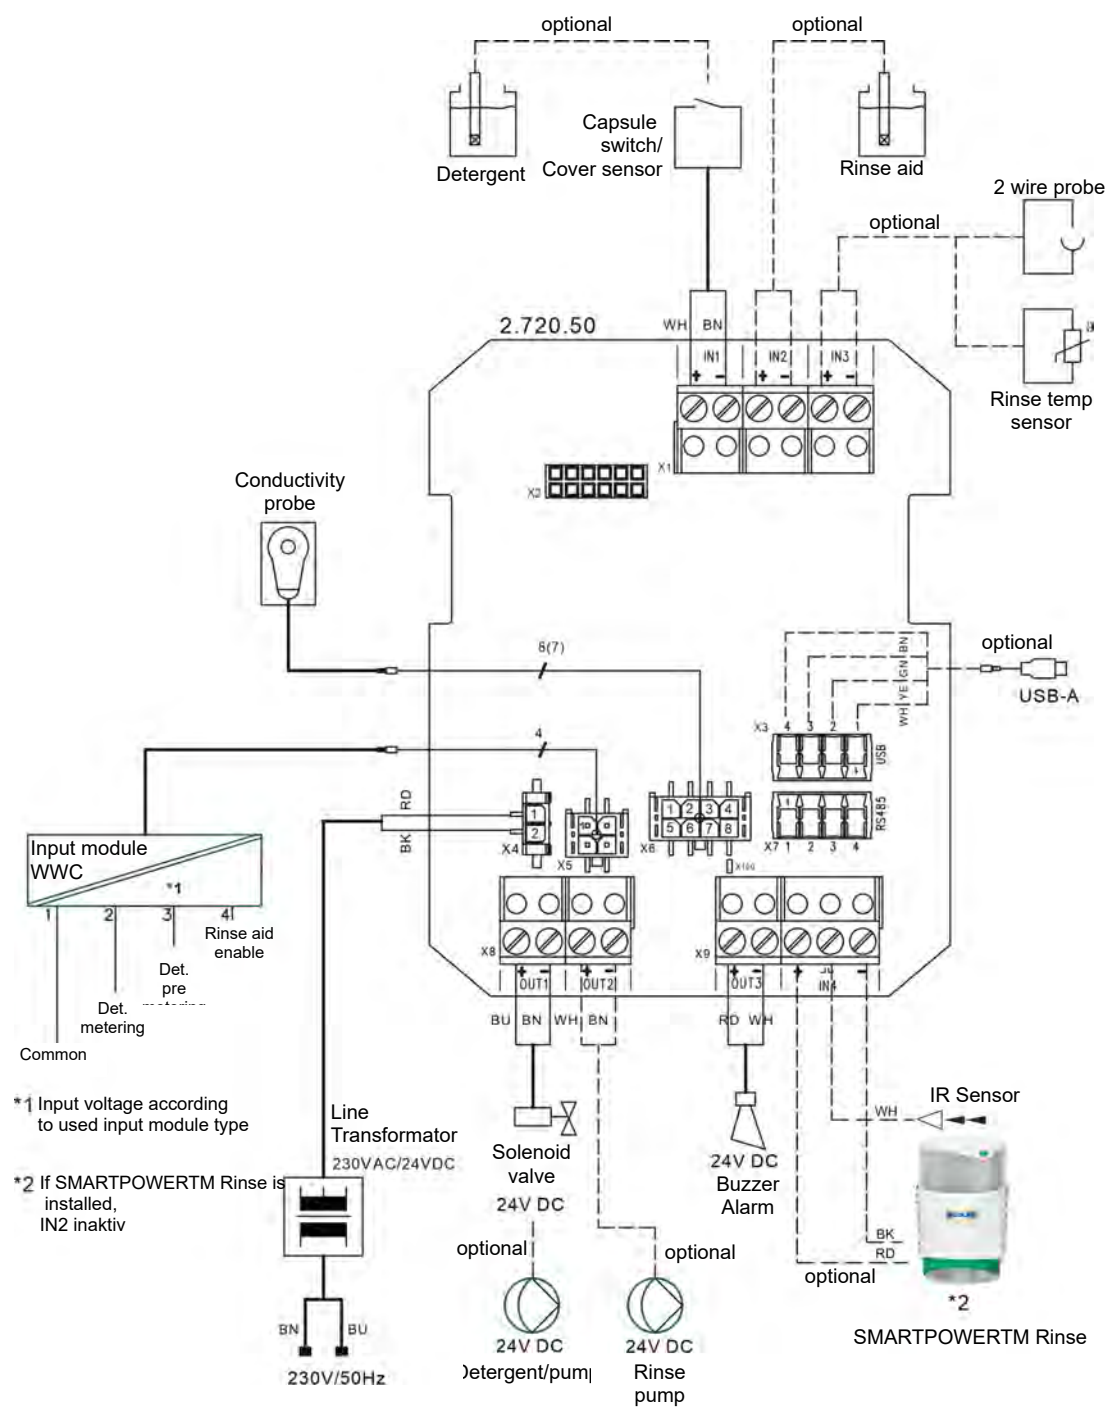 optional
optional
Detergent
Capsule
switch/
Cover sensor
Rinse aid
2 wire probe
optional
Rinse temp
sensor
2.720.50
WH
BN
IN1
IN2
IN3
+
-
+
-
+
-
X1
X2
Conductivity
probe
8(7)
optional
USB-A
BN
GN
YE
WH
X3
4
3
2
1
USB
4
RD
BK
1
2
X4
X5
X6
1
2
3
4
5
6
7
8
RS485
X7
1
2
3
4
Input module
WWC
*1
1
2
3
4
Rinse aid
enable
Det.
pre
Det.
metering
Common
X8
+
-
OUT1
+
-
OUT2
X9
+
-
OUT3
+
-
IN4
BU
BN
WH
BN
RD
WH
*1 Input voltage according
to used input module type
*2 If SMARTPOWERTM Rinse is
installed,
IN2 inaktiv
Line
Transformator
230VAC/24VDC
BN
BU
230V/50Hz
Solenoid
valve
24V DC
optional
optional
24V DC
Detergent/pump
24V DC
Rinse
pump
24V DC
Buzzer
Alarm
WH
IR Sensor
BK
RD
optional
*2
SMARTPOWERTM Rinse